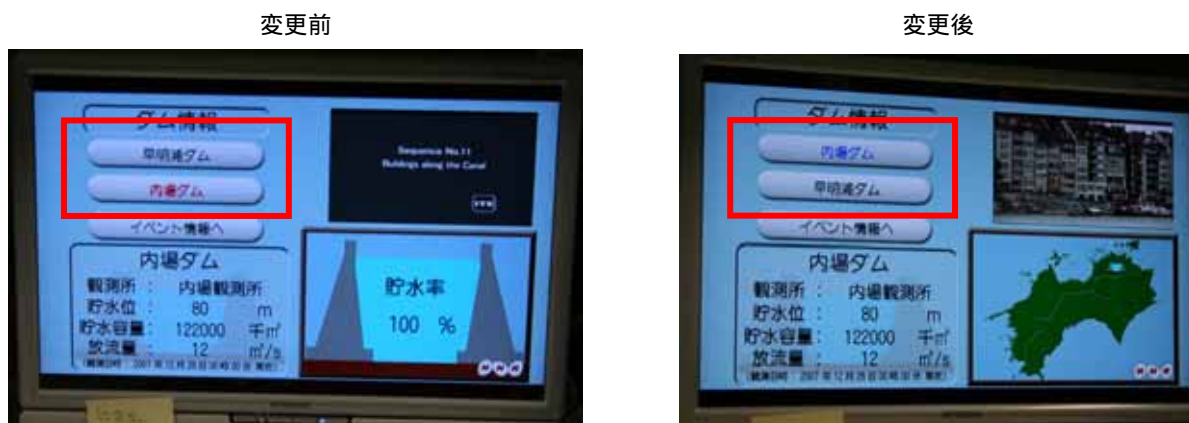 変更前
変更後
ダム情報
早明浦ダム
内場ダム
イベント情報へ
Sequence No.11
Buildings along the Canal
内場ダム
観測所 : 内場観測所
貯水位 : 80 m
貯水容量: 122000 千㎥
放流量 : 12 ㎥/s
貯水率
100 %
ダム情報
内場ダム
早明浦ダム
イベント情報へ
内場ダム
観測所 : 内場観測所
貯水位 : 80 m
貯水容量: 122000 千㎥
放流量 : 12 ㎥/s